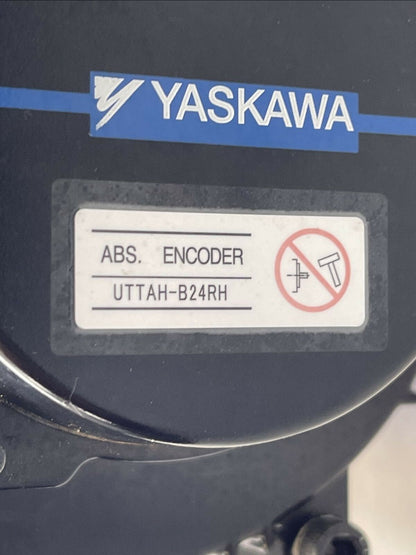 YASKAWA
ABS. ENCODER
UTTAH-B24RH